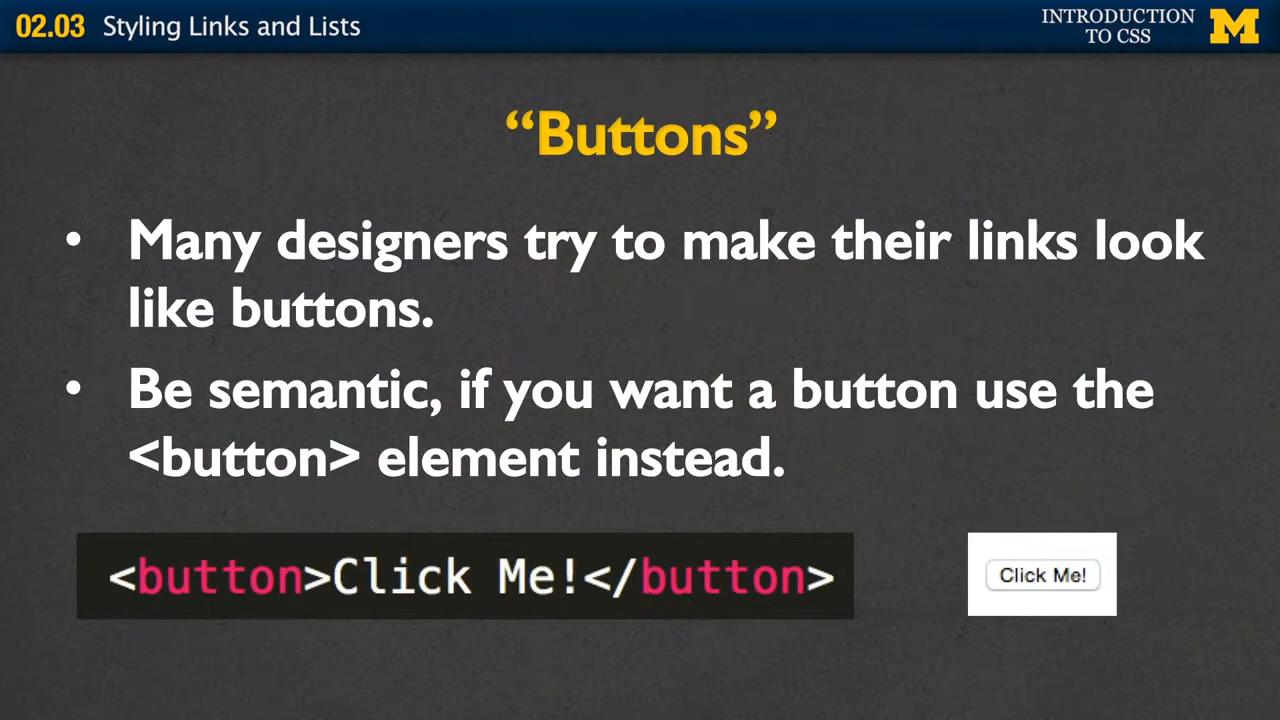 02.03 Styling Links and Lists
INTRODUCTION
TO CSS
M
“Buttons”
• Many designers try to make their links look
like buttons.
• Be semantic, if you want a button use the
<button> element instead.
<button>Click Me!</button>
Click Me!